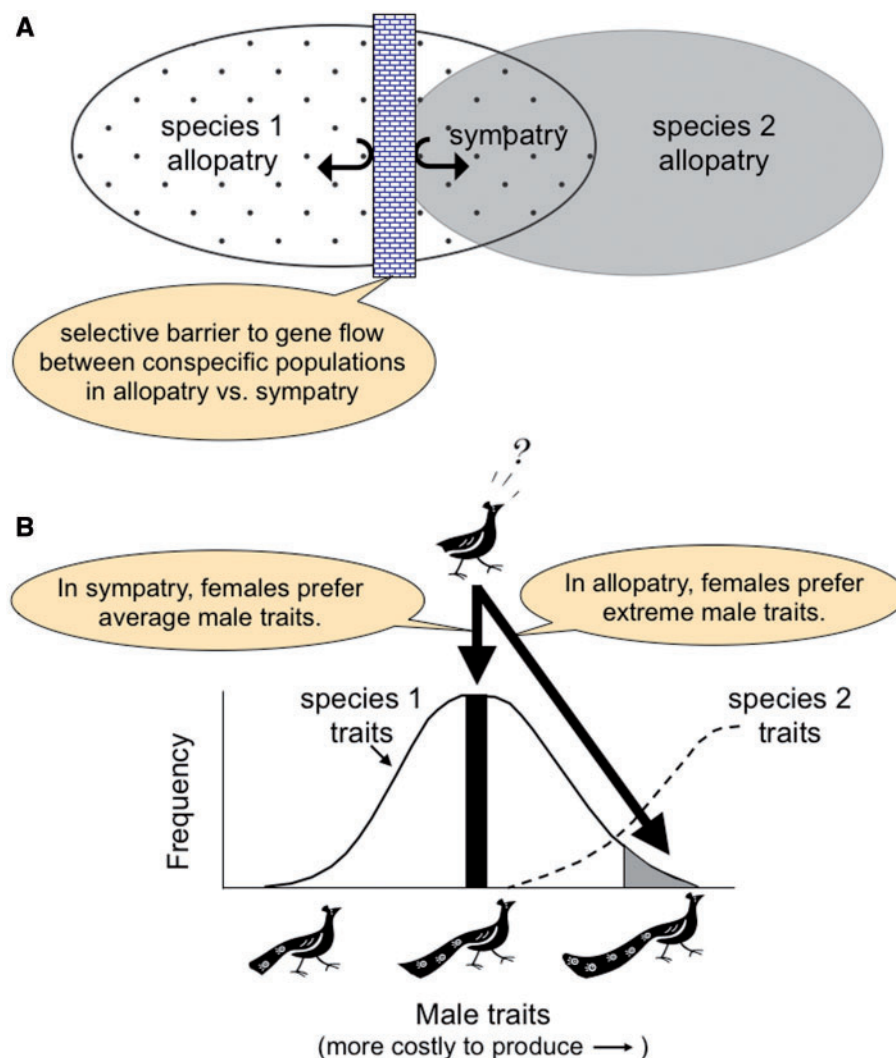 A
species 1
allopatry
sympatry
species 2
allopatry
selective barrier to gene flow
between conspecific populations
in allopatry vs. sympatry
?
B
In sympatry, females prefer
average male traits.
In allopatry, females prefer
extreme male traits.
species 1
traits
species 2
traits
Frequency
Male traits
(more costly to produce → )